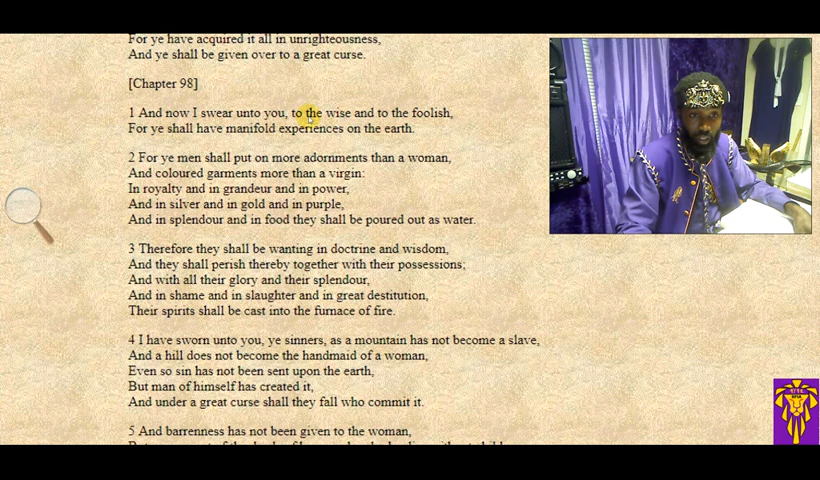 For ye have acquired it all in unrighteousness,
And ye shall be given over to a great curse.
[Chapter 98]
1 And now I swear unto you, to the wise and to the foolish,
For ye shall have manifold experiences on the earth.
2 For ye men shall put on more adornments than a woman,
And coloured garments more than a virgin:
In royalty and in grandeur and in power,
And in silver and in gold and in purple,
And in splendour and in food they shall be poured out as water.
3 Therefore they shall be wanting in doctrine and wisdom,
And they shall perish thereby together with their possessions;
And with all their glory and their splendour,
And in shame and in slaughter and in great destitution,
Their spirits shall be cast into the furnace of fire.
4 I have sworn unto you, ye sinners, as a mountain has not become a slave,
And a hill does not become the handmaid of a woman,
Even so sin has not been sent upon the earth,
But man of himself has created it,
And under a great curse shall they fall who commit it.
5 And barrenness has not been given to the woman,